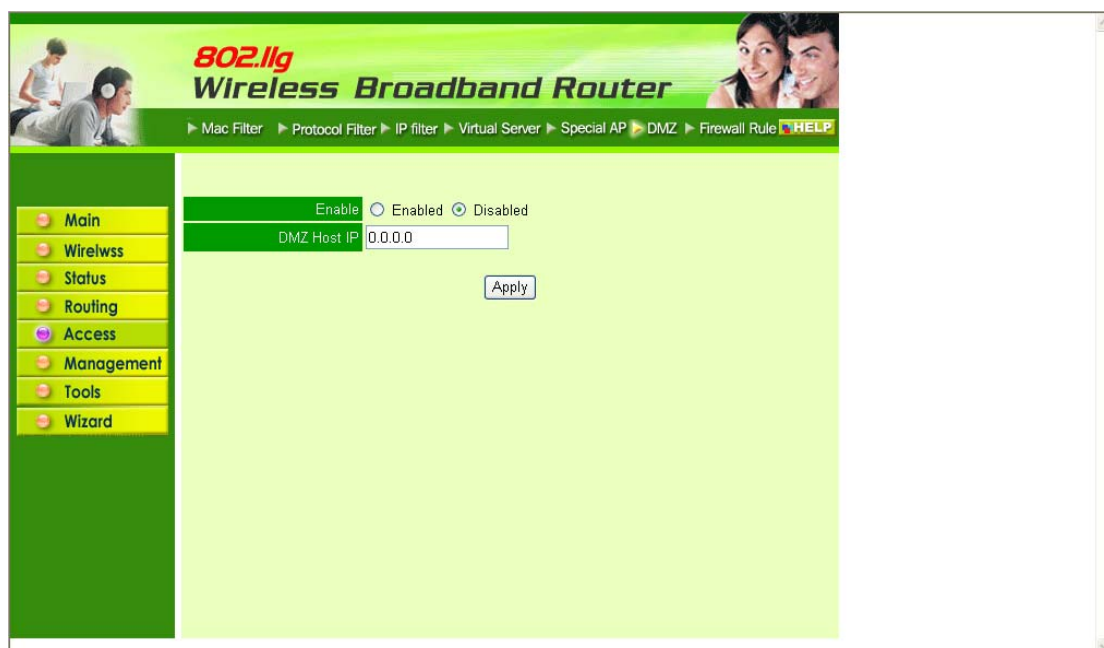 802.11g
Wireless Broadband Router
Mac Filter Protocol Filter IP filter Virtual Server Special AP DMZ Firewall Rule HELP
Main
Wirelwss
Status
Routing
Access
Management
Tools
Wizard
Enable Enabled Disabled
DMZ Host IP 0.0.0.0
Apply